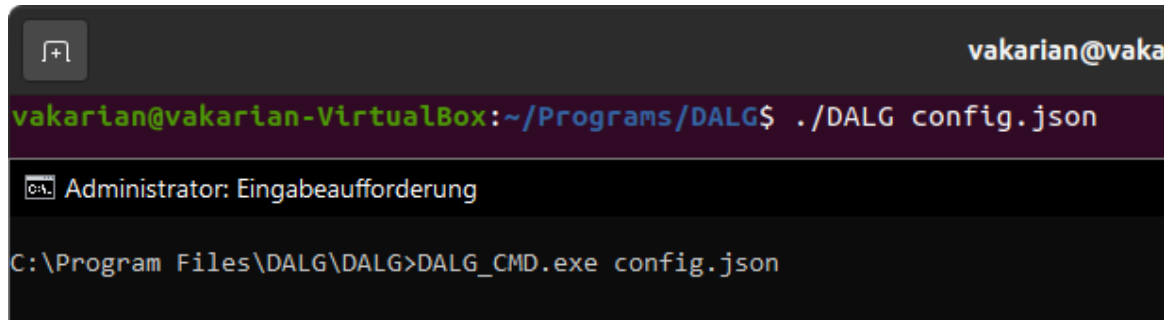 vakarian@vaka
vakarian@vakarian-VirtualBox:~/Programs/DALG$ ./DALG config.json
Administrator: Eingabeaufforderung
C:\Program Files\DALG\DALG>DALG_CMD.exe config.json